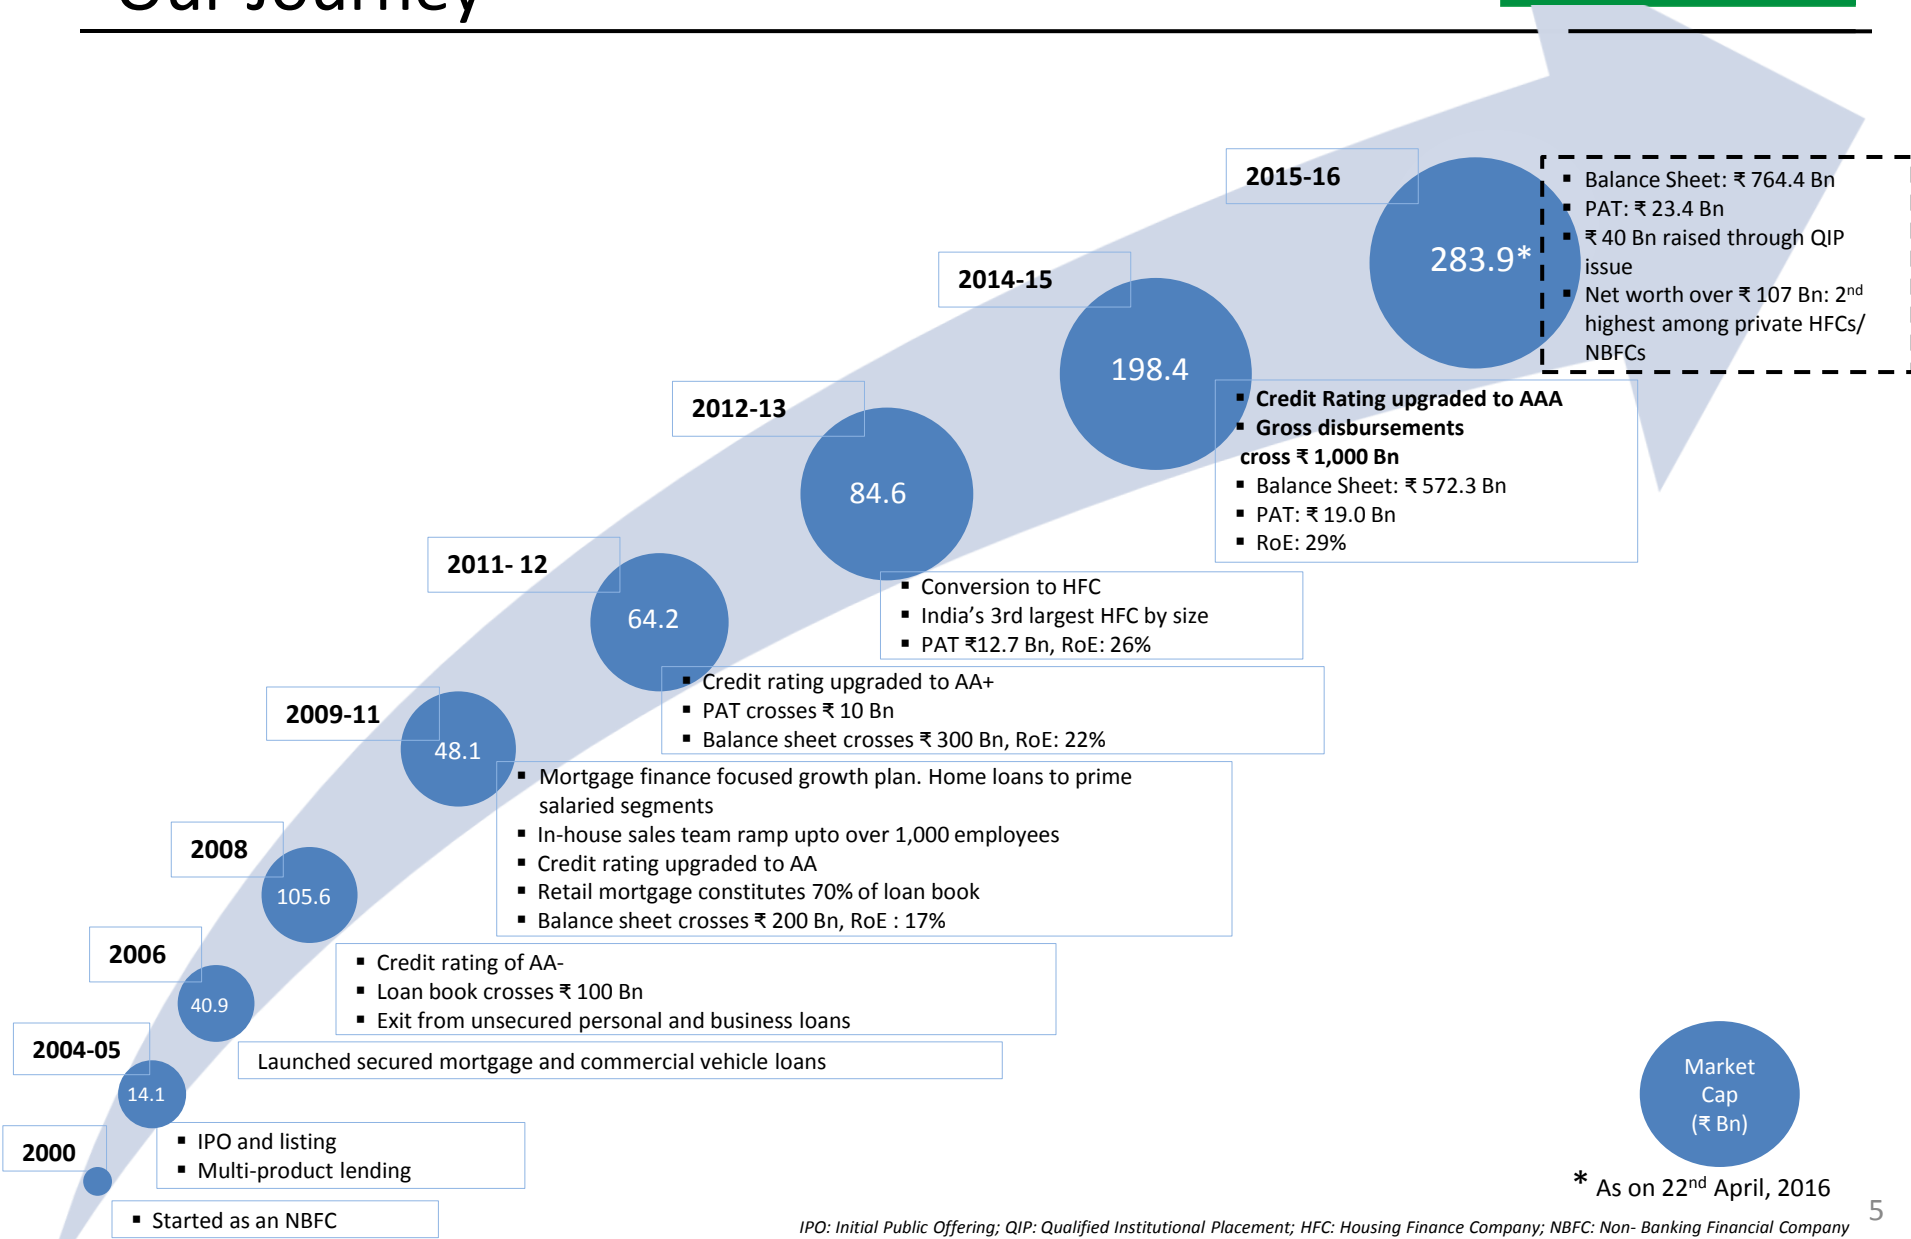 Our Journey
2015-16
283.9*
▪ Balance Sheet: ₹ 764.4 Bn
▪ PAT: ₹ 23.4 Bn
▪ ₹ 40 Bn raised through QIP
issue
▪ Net worth over ₹ 107 Bn: 2nd
highest among private HFCs/
NBFCs
2014-15
198.4
▪ Credit Rating upgraded to AAA
▪ Gross disbursements
cross ₹ 1,000 Bn
▪ Balance Sheet: ₹ 572.3 Bn
▪ PAT: ₹ 19.0 Bn
▪ RoE: 29%
2012-13
84.6
▪ Conversion to HFC
▪ India’s 3rd largest HFC by size
▪ PAT ₹12.7 Bn, RoE: 26%
2011- 12
64.2
▪ Credit rating upgraded to AA+
▪ PAT crosses ₹ 10 Bn
▪ Balance sheet crosses ₹ 300 Bn, RoE: 22%
2009-11
48.1
▪ Mortgage finance focused growth plan. Home loans to prime
salaried segments
▪ In-house sales team ramp upto over 1,000 employees
▪ Credit rating upgraded to AA
▪ Retail mortgage constitutes 70% of loan book
▪ Balance sheet crosses ₹ 200 Bn, RoE : 17%
2008
105.6
▪ Credit rating of AA-
▪ Loan book crosses ₹ 100 Bn
▪ Exit from unsecured personal and business loans
2006
40.9
Launched secured mortgage and commercial vehicle loans
2004-05
14.1
▪ IPO and listing
▪ Multi-product lending
2000
▪ Started as an NBFC
Market
Cap
(₹ Bn)
* As on 22nd April, 2016
IPO: Initial Public Offering; QIP: Qualified Institutional Placement; HFC: Housing Finance Company; NBFC: Non- Banking Financial Company
5